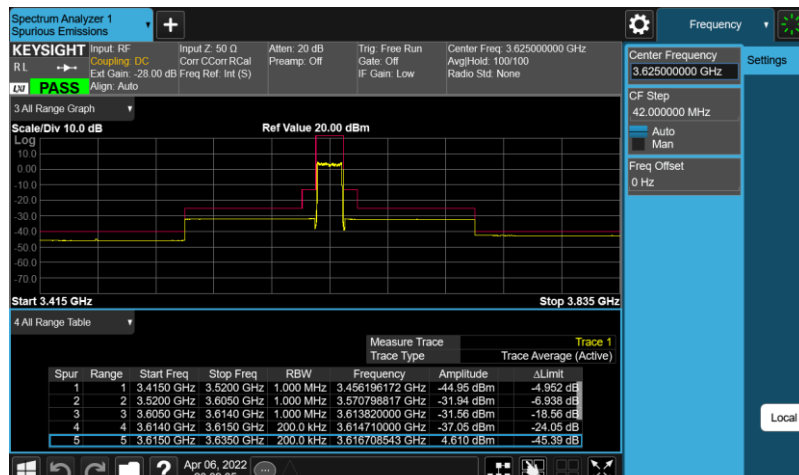 Spectrum Analyzer 1
Spurious Emissions
+
Frequency
KEYSIGHT
RL
LXI PASS
Input: RF
Coupling: DC
Ext Gain: -28.00 dB
Align: Auto
Input Z: 50 Ω
Corr CCorr RCal
Freq Ref: Int (S)
Atten: 20 dB
Preamp: Off
Trig: Free Run
Gate: Off
IF Gain: Low
Center Freq: 3.625000000 GHz
Avg|Hold: 100/100
Radio Std: None
Center Frequency
3.625000000 GHz
Settings
CF Step
42.000000 MHz
Auto
Man
Freq Offset
0 Hz
Local
3 All Range Graph
Scale/Div 10.0 dB
Ref Value 20.00 dBm
Log
10.0
0.00
-10.0
-20.0
-30.0
-40.0
-50.0
-60.0
-70.0
Start 3.415 GHz
Stop 3.835 GHz
4 All Range Table
Measure Trace Trace 1
Trace Type Trace Average (Active)
Spur Range Start Freq Stop Freq RBW Frequency Amplitude ΔLimit
1 1 3.4150 GHz 3.5200 GHz 1.000 MHz 3.456196172 GHz -44.95 dBm -4.952 dB
2 2 3.5200 GHz 3.6050 GHz 1.000 MHz 3.570798817 GHz -31.94 dBm -6.938 dB
3 3 3.6050 GHz 3.6140 GHz 1.000 MHz 3.613820000 GHz -31.56 dBm -18.56 dB
4 4 3.6140 GHz 3.6150 GHz 200.0 kHz 3.614710000 GHz -37.05 dBm -24.05 dB
5 5 3.6150 GHz 3.6350 GHz 200.0 kHz 3.616708543 GHz 4.610 dBm -45.39 dB
?
Apr 06, 2022